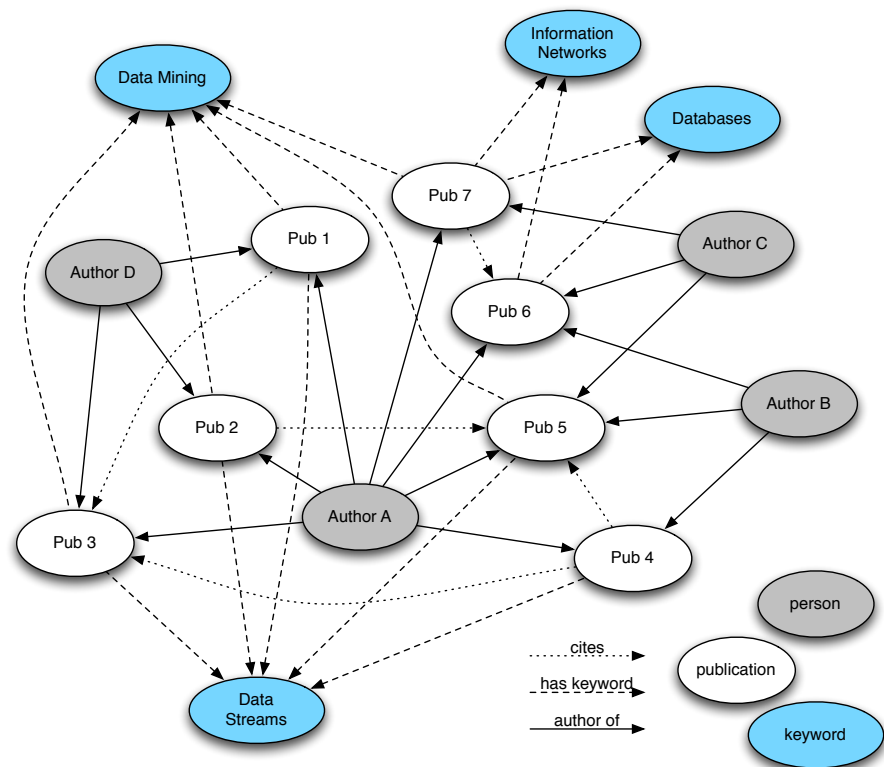 Information
Networks
Data Mining
Databases
Pub 7
Pub 1
Author C
Author D
Pub 6
Author B
Pub 2
Pub 5
Author A
Pub 3
Pub 4
person
cites
publication
has keyword
Data
Streams
author of
keyword